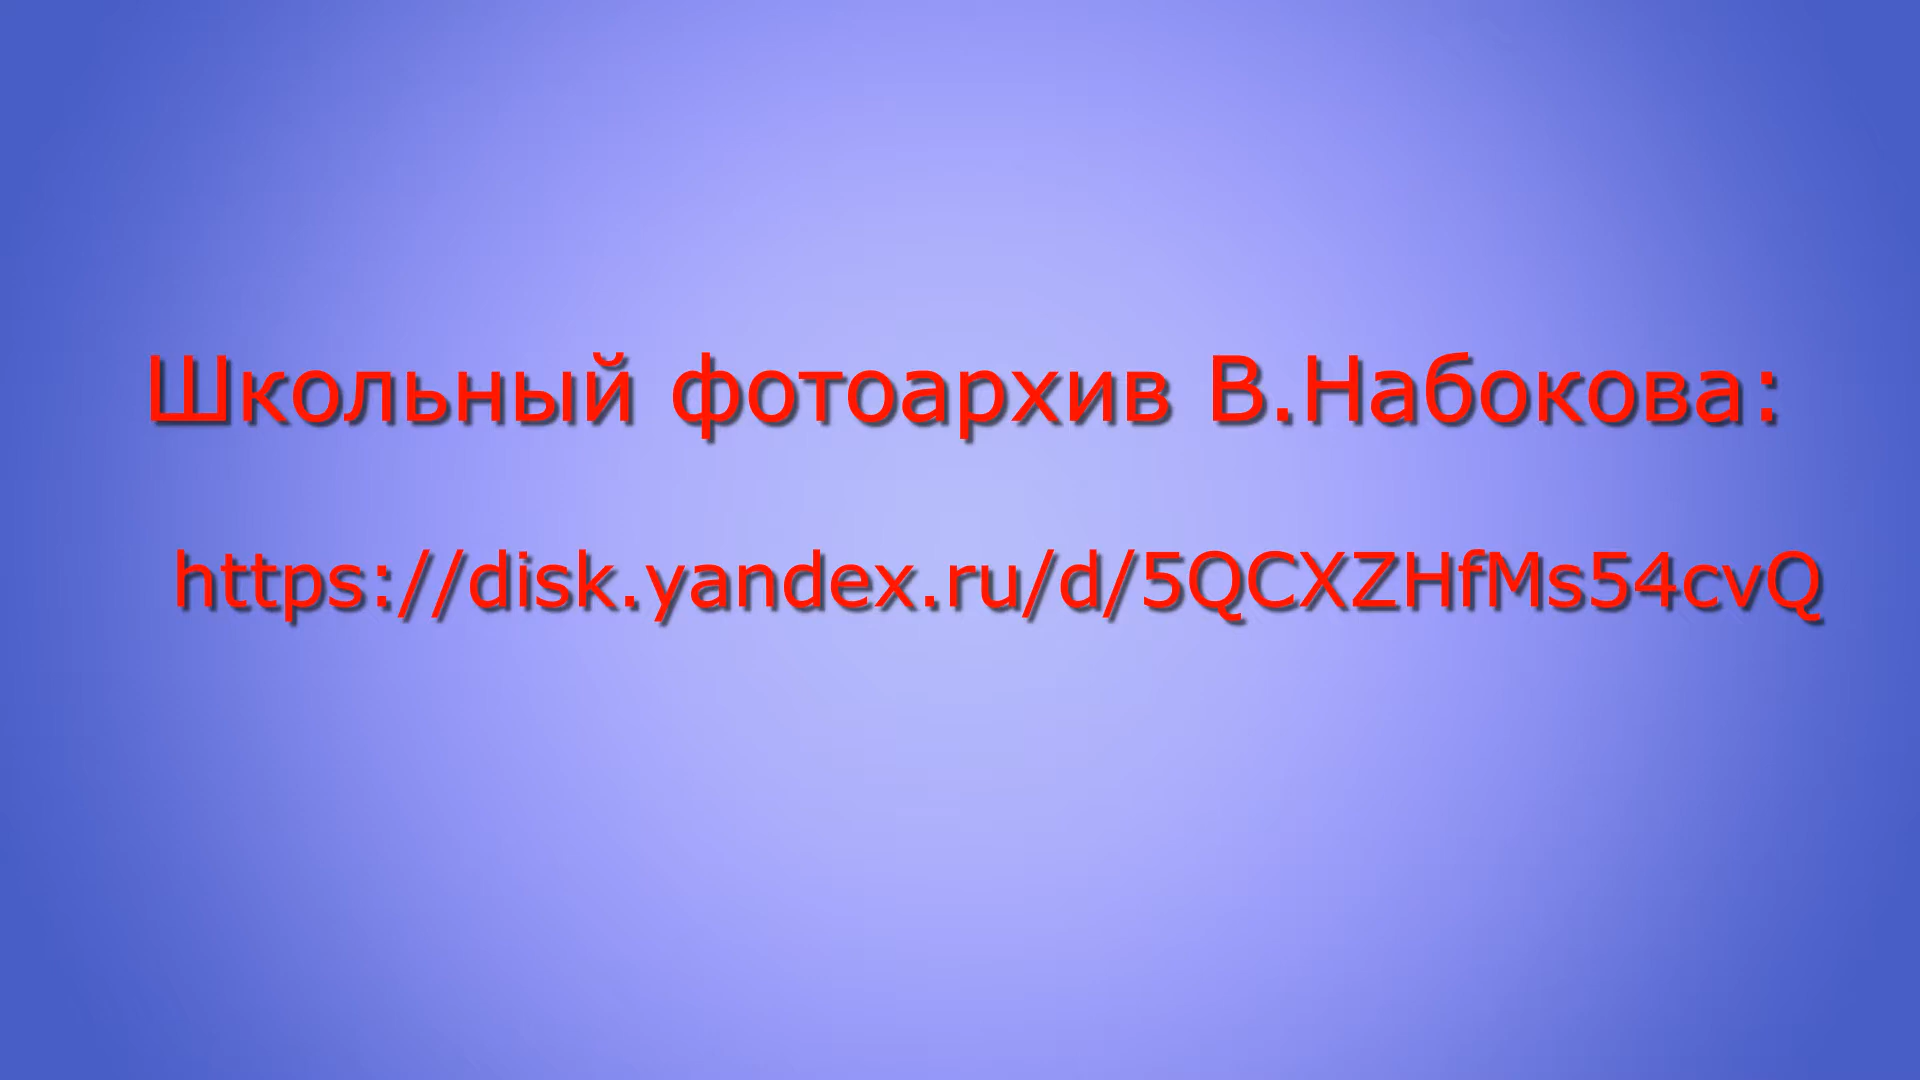 Школьный фотоархив В.Набокова:
https://disk.yandex.ru/d/5QCXZHfMs54cvQ